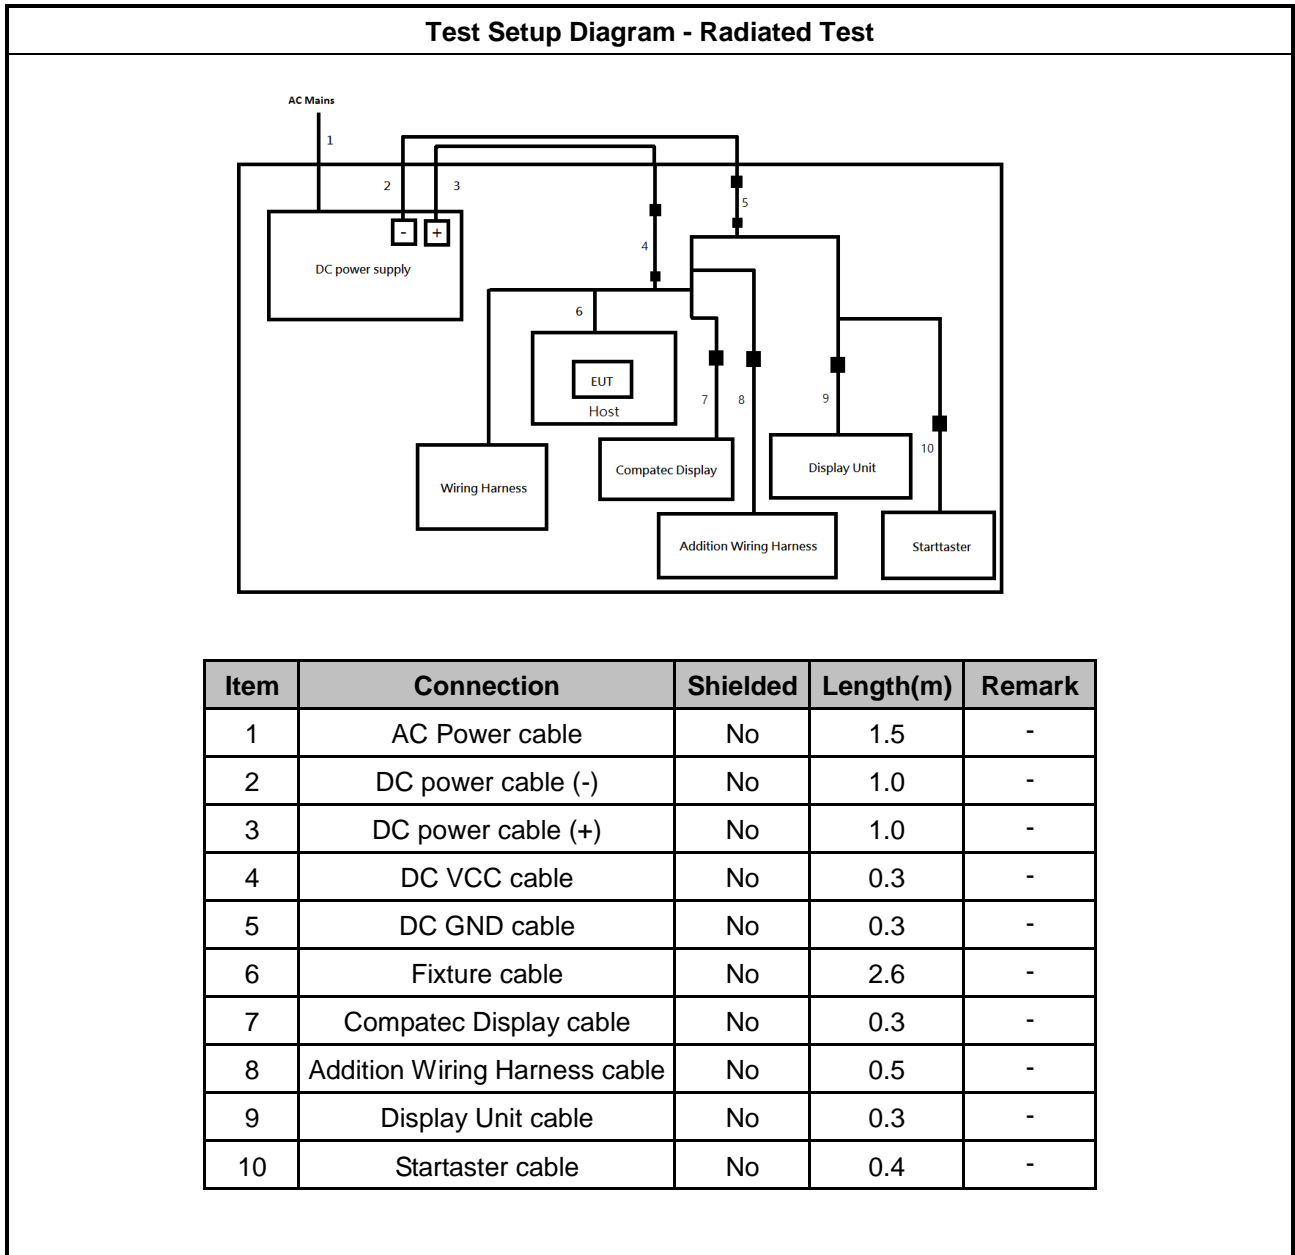 Test Setup Diagram - Radiated Test
AC Mains
1
2
3
- +
DC power supply
4
5
6
EUT
Host
7
8
9
10
Wiring Harness
Compatec Display
Display Unit
Addition Wiring Harness
Starttaster
Item Connection Shielded Length(m) Remark
1 AC Power cable No 1.5 -
2 DC power cable (-) No 1.0 -
3 DC power cable (+) No 1.0 -
4 DC VCC cable No 0.3 -
5 DC GND cable No 0.3 -
6 Fixture cable No 2.6 -
7 Compatec Display cable No 0.3 -
8 Addition Wiring Harness cable No 0.5 -
9 Display Unit cable No 0.3 -
10 Startaster cable No 0.4 -